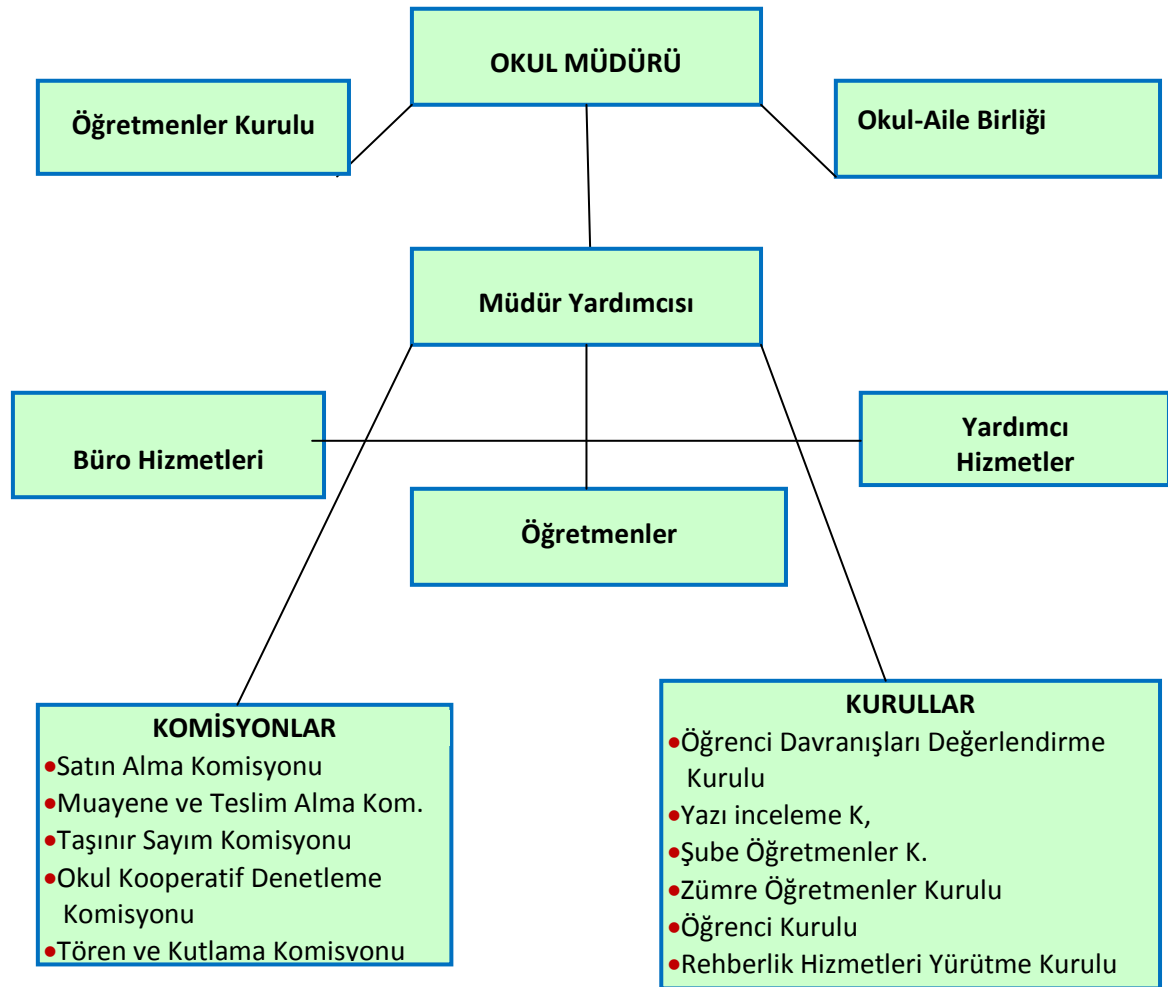 OKUL MÜDÜRÜ
Öğretmenler Kurulu
Okul-Aile Birliği
Müdür Yardımcısı
Büro Hizmetleri
Yardımcı
Hizmetler
Öğretmenler
KOMİSYONLAR
•Satın Alma Komisyonu
•Muayene ve Teslim Alma Kom.
•Taşınır Sayım Komisyonu
•Okul Kooperatif Denetleme
Komisyonu
•Tören ve Kutlama Komisyonu
KURULLAR
•Öğrenci Davranışları Değerlendirme
Kurulu
•Yazı inceleme K,
•Şube Öğretmenler K.
•Zümre Öğretmenler Kurulu
•Öğrenci Kurulu
•Rehberlik Hizmetleri Yürütme Kurulu